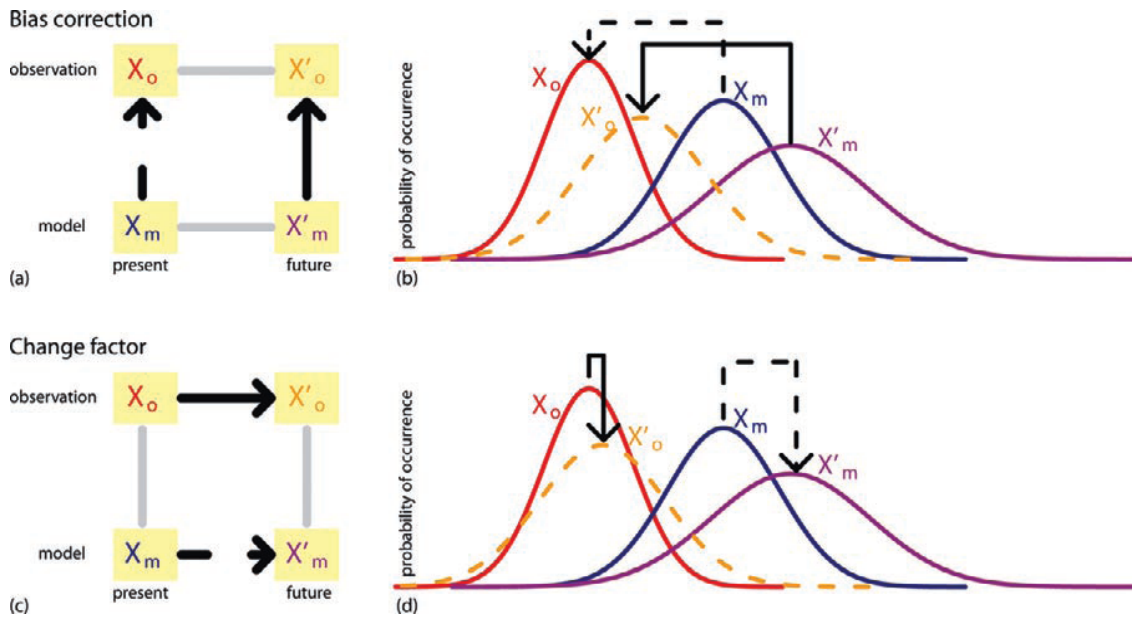 Bias correction
observation
Xo
X'o
model
Xm
X'm
present
future
(a)
probability of occurrence
Xo
X'o
Xm
X'm
(b)
Change factor
observation
Xo
X'o
model
Xm
X'm
present
future
(c)
probability of occurrence
Xo
X'o
Xm
X'm
(d)